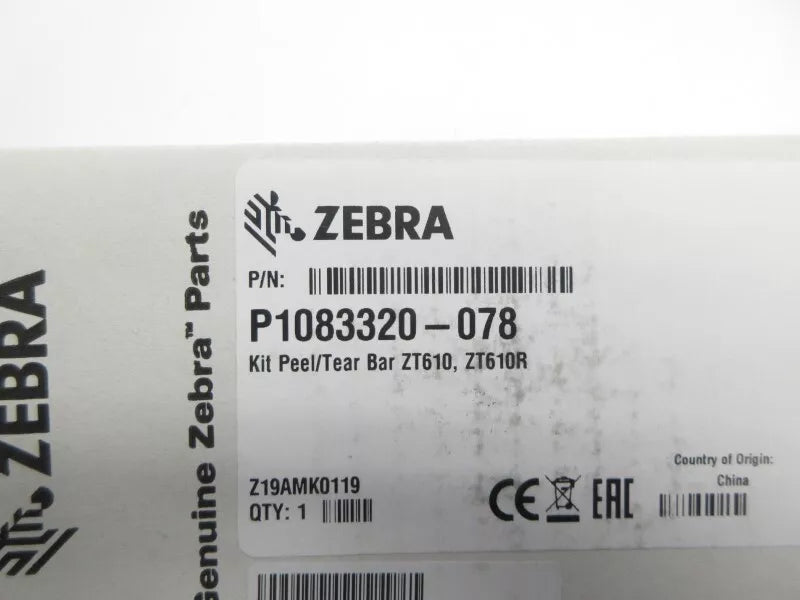 ZEBRA
Genuine Zebra™ Parts
ZEBRA
P/N:
P1083320-078
Kit Peel/Tear Bar ZT610, ZT610R
Z19AMK0119
QTY: 1
CE EAC
Country of Origin:
China